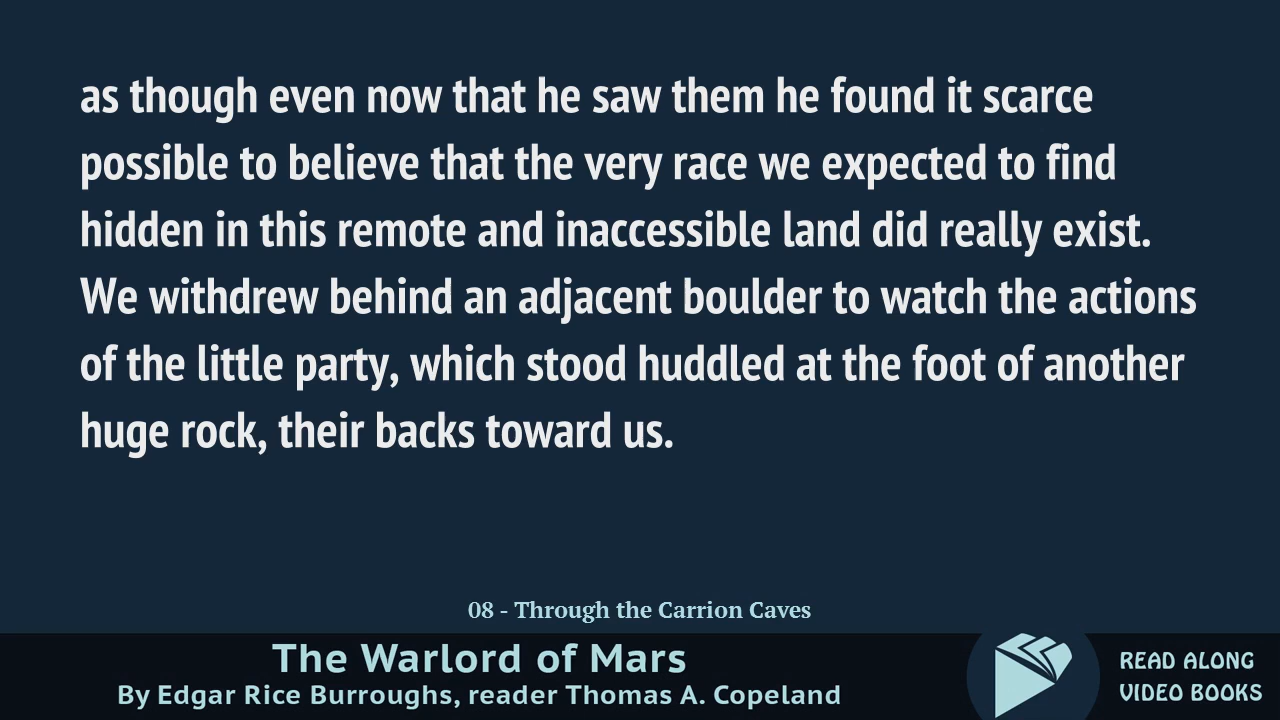 as though even now that he saw them he found it scarce
possible to believe that the very race we expected to find
hidden in this remote and inaccessible land did really exist.
We withdrew behind an adjacent boulder to watch the actions
of the little party, which stood huddled at the foot of another
huge rock, their backs toward us.
08 - Through the Carrion Caves
The Warlord of Mars
By Edgar Rice Burroughs, reader Thomas A. Copeland
READ ALONG
VIDEO BOOKS